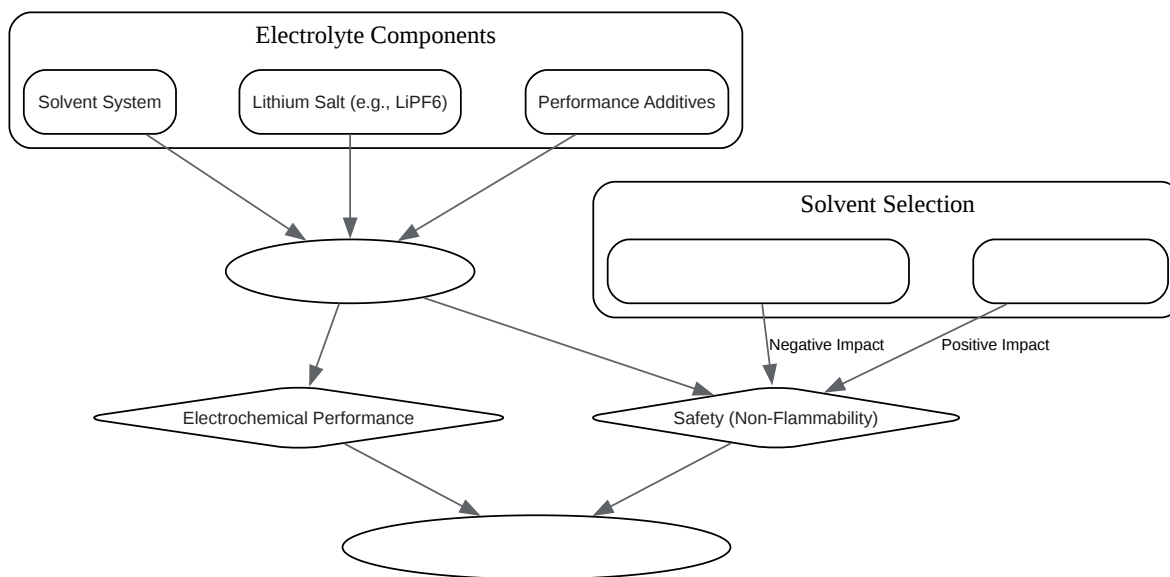 Electrolyte Components
Solvent System
Lithium Salt (e.g., LiPF6)
Performance Additives
Solvent Selection
Negative Impact
Positive Impact
Electrochemical Performance
Safety (Non-Flammability)